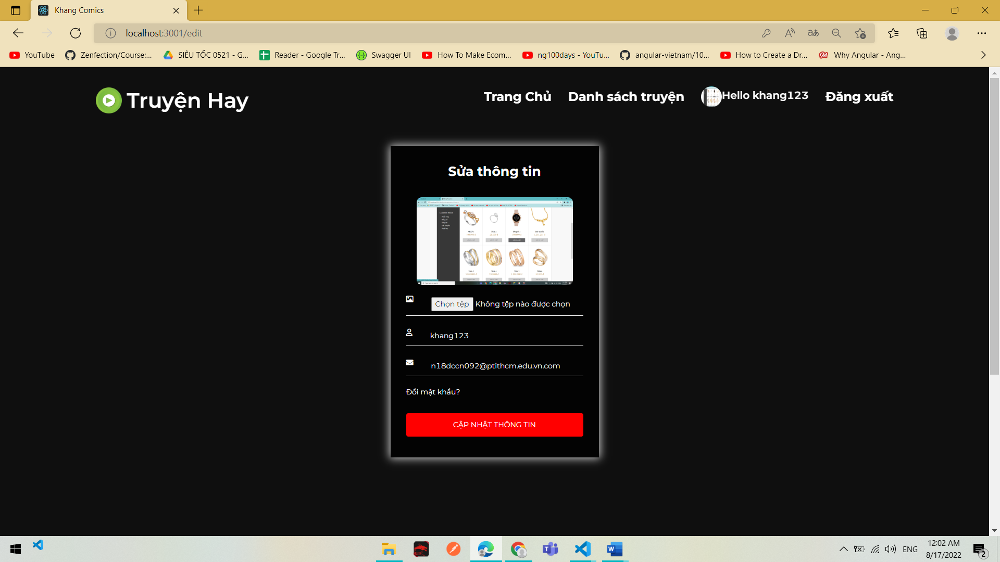 Khang Comics
localhost:3001/edit
YouTube
Zenfection/Course:...
SIÊU TỐC 0521 - G...
Reader - Google Tr...
Swagger UI
How To Make Ecom...
ng100days - YouTu...
angular-vietnam/10...
How to Create a Dr...
Why Angular - Ang...
Truyện Hay
Trang Chủ
Danh sách truyện
Hello khang123
Đăng xuất
Sửa thông tin
Chọn tệp Không tệp nào được chọn
khang123
n18dccn092@ptithcm.edu.vn.com
Đổi mật khẩu?
CẬP NHẬT THÔNG TIN
ENG
12:02 AM
8/17/2022
2